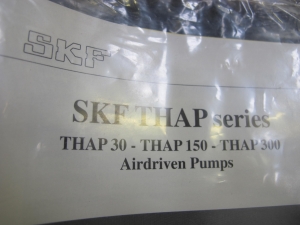 SKF
SKF THAP series
THAP 30 - THAP 150 - THAP 300
Airdriven Pumps